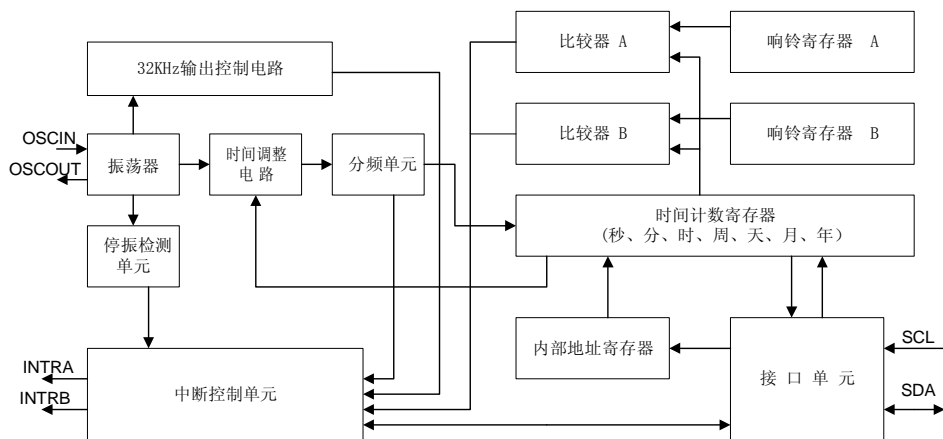 32KHz输出控制电路
比较器 A
响铃寄存器 A
比较器 B
响铃寄存器 B
OSCIN
OSCOUT
振荡器
时间调整
电 路
分频单元
时间计数寄存器
(秒、分、时、周、天、月、年)
停振检测
单元
内部地址寄存器
接 口 单 元
SCL
SDA
INTRA
INTRB
中断控制单元